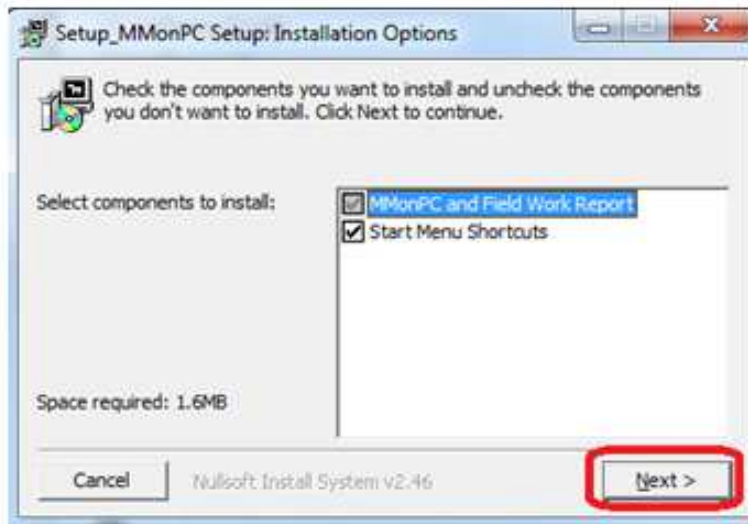 Setup_MMonPC Setup: Installation Options
Check the components you want to install and uncheck the components
you don't want to install. Click Next to continue.
Select components to install:
MMonPC and Field Work Report
Start Menu Shortcuts
Space required: 1.6MB
Cancel
Nullsoft Install System v2.46
Next >